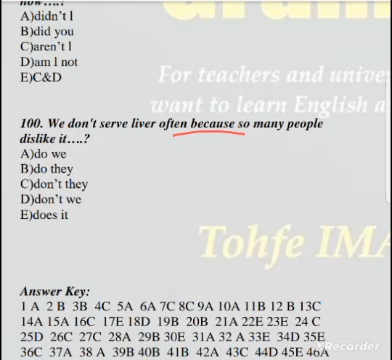 now....?
A)didn't I
B)did you
C)aren't I
D)am I not
E)C&D
For teachers and unive
want to learn English a
100. We don't serve liver often because so many people
dislike it....?
A)do we
B)do they
C)don't they
D)don't we
E)does it
Tohfe IMA
Answer Key:
1 A 2 B 3B 4C 5A 6A 7C 8C 9A 10A 11B 12 B 13C
14A 15A 16C 17E 18D 19B 20B 21A 22E 23E 24 C
25D 26C 27C 28A 29B 30E 31A 32 A 33E 34D 35E
36C 37A 38 A 39B 40B 41B 42A 43C 44D 45E 46A
XRecorder